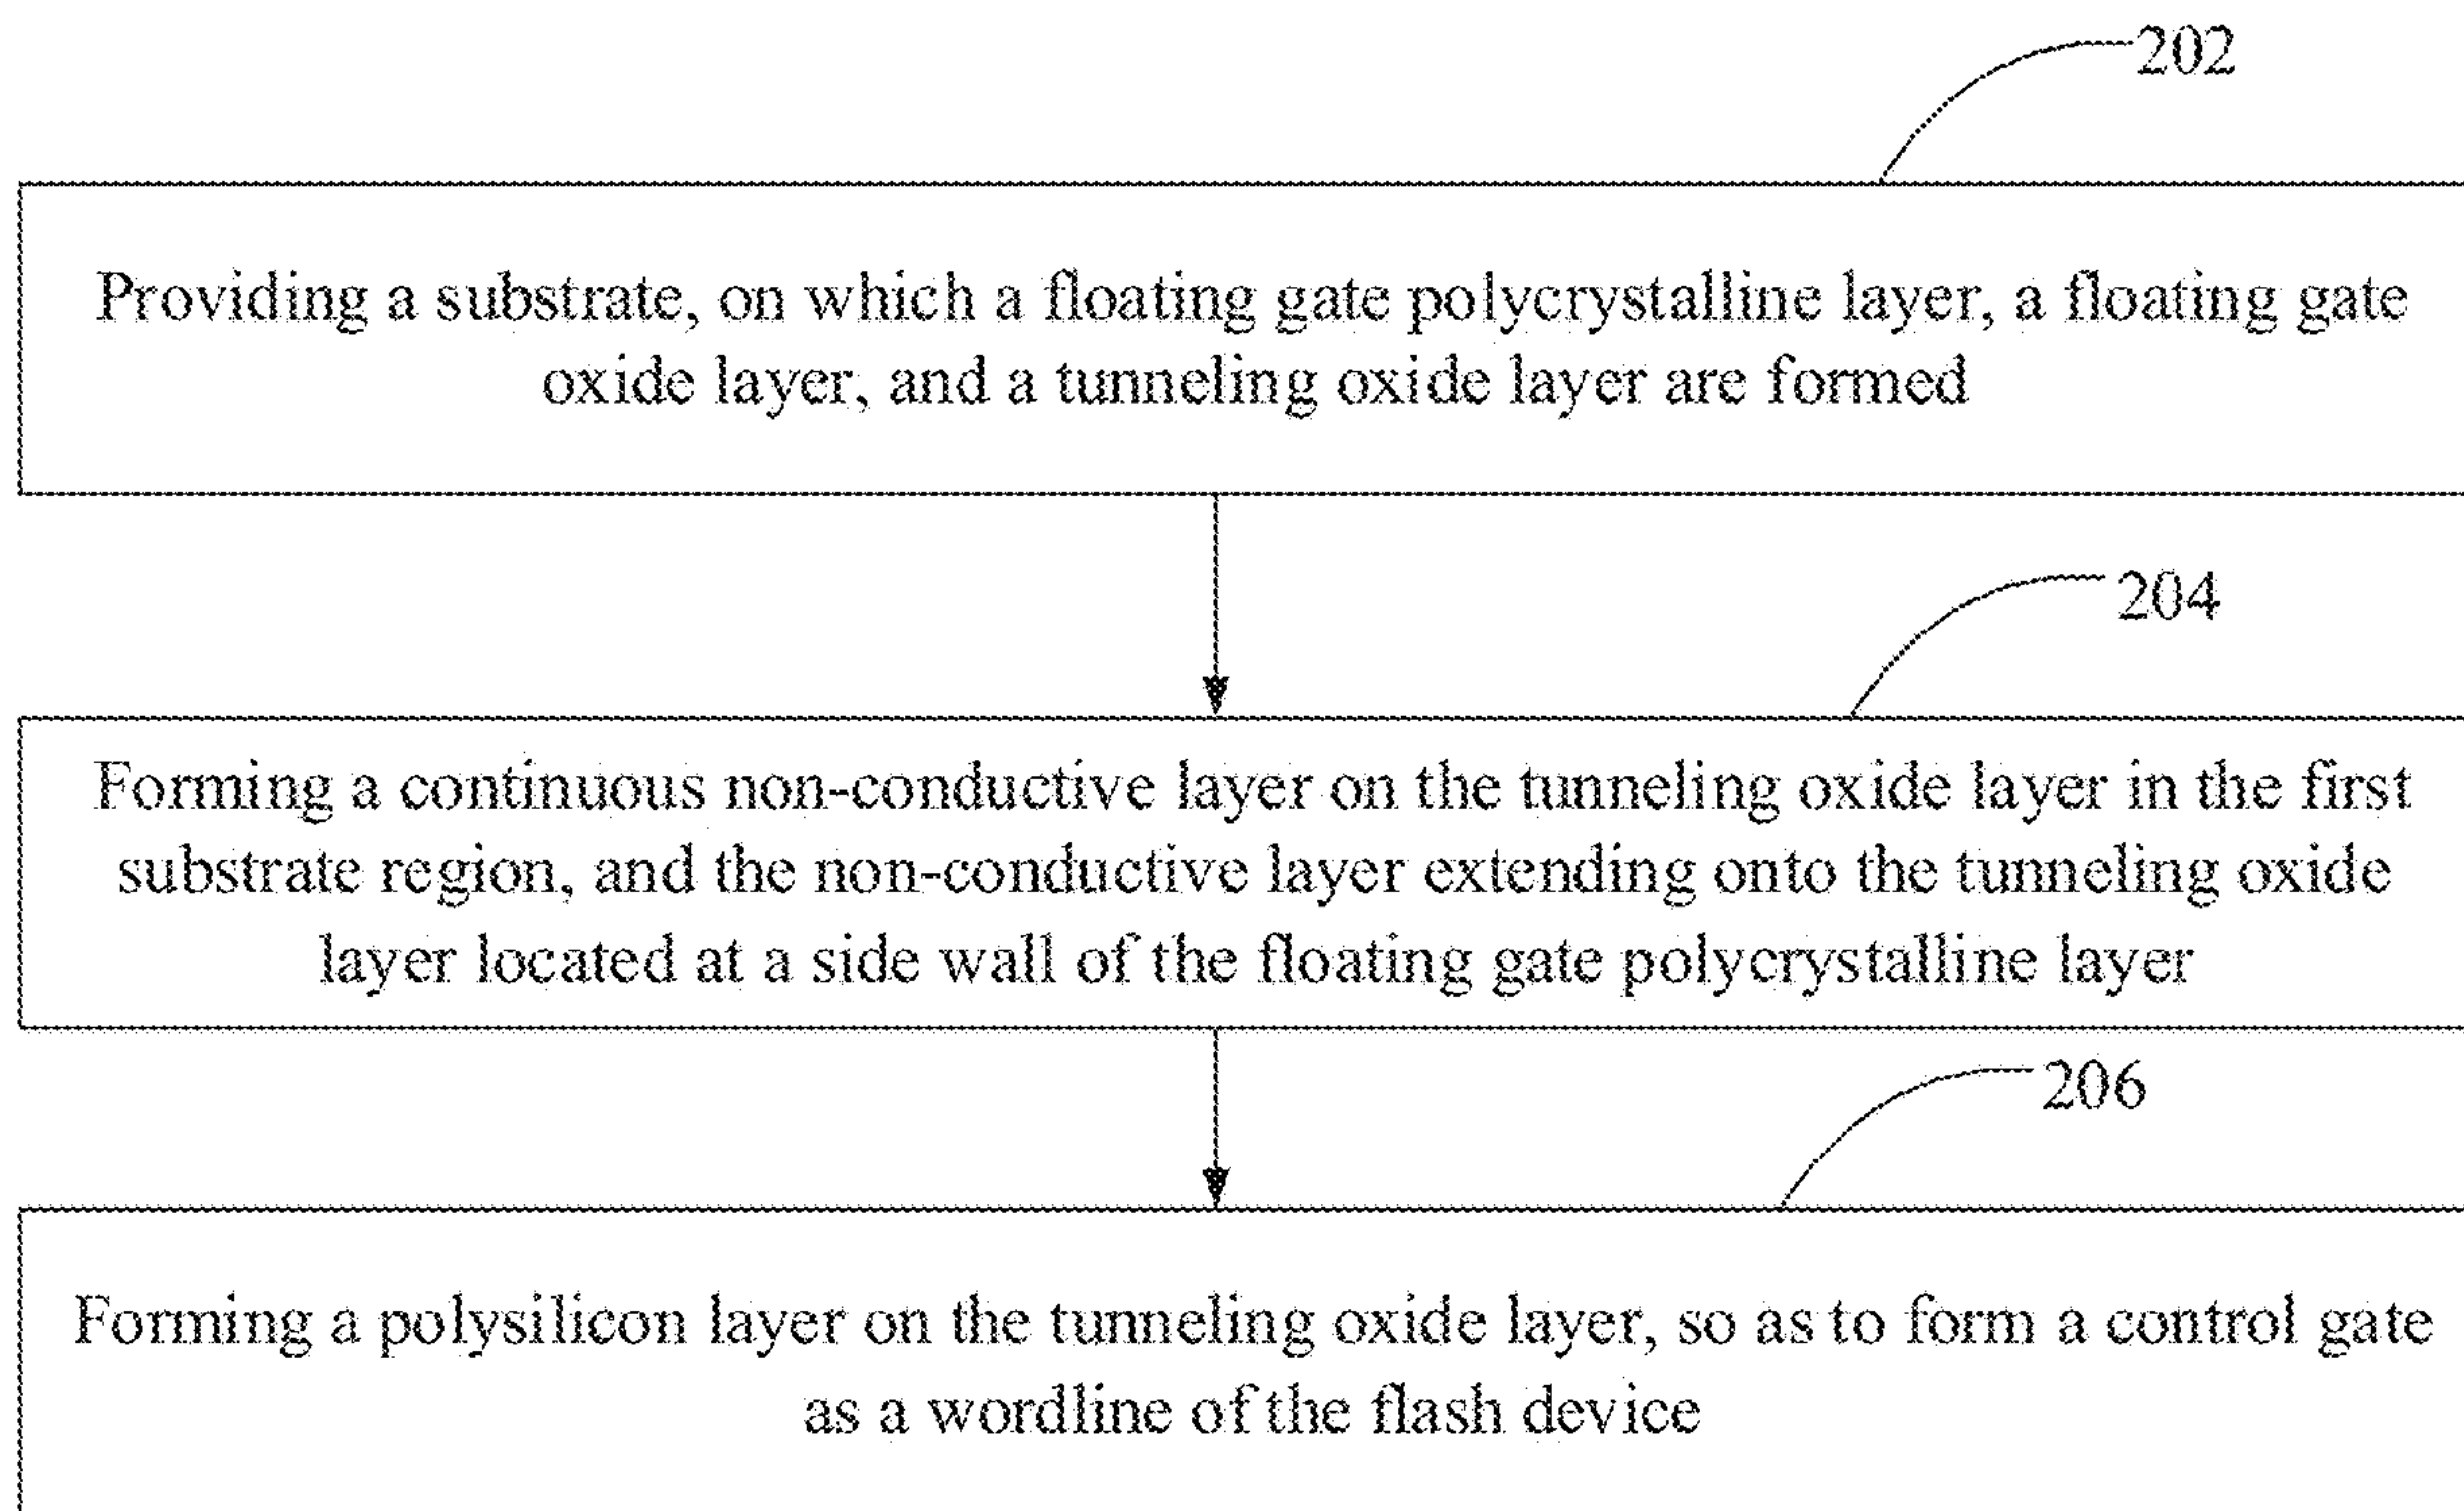 202
Providing a substrate, on which a floating gate polycrystalline layer, a floating gate
oxide layer, and a tunneling oxide layer are formed
204
Forming a continuous non-conductive layer on the tunneling oxide layer in the first
substrate region, and the non-conductive layer extending onto the tunneling oxide
layer located at a side wall of the floating gate polycrystalline layer
206
Forming a polysilicon layer on the tunneling oxide layer, so as to form a control gate
as a wordline of the flash device